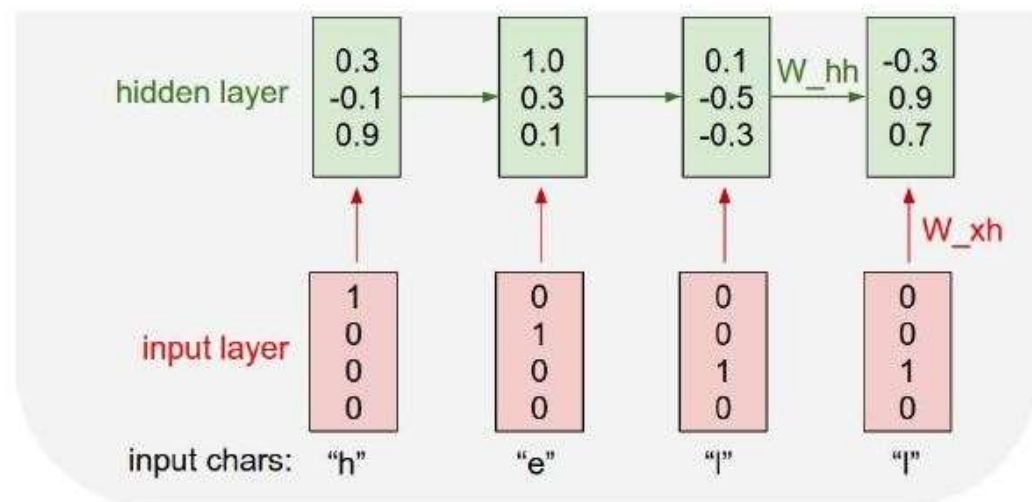 0.3 1.0 0.1 -0.3
hidden layer -0.1 0.3 -0.5 W_hh 0.9
0.9 0.1 -0.3 0.7
W_xh
1 0 0 0
0 1 0 0
input layer 0 0 1 1
0 0 0 0
input chars: “h” “e” “l” “l”